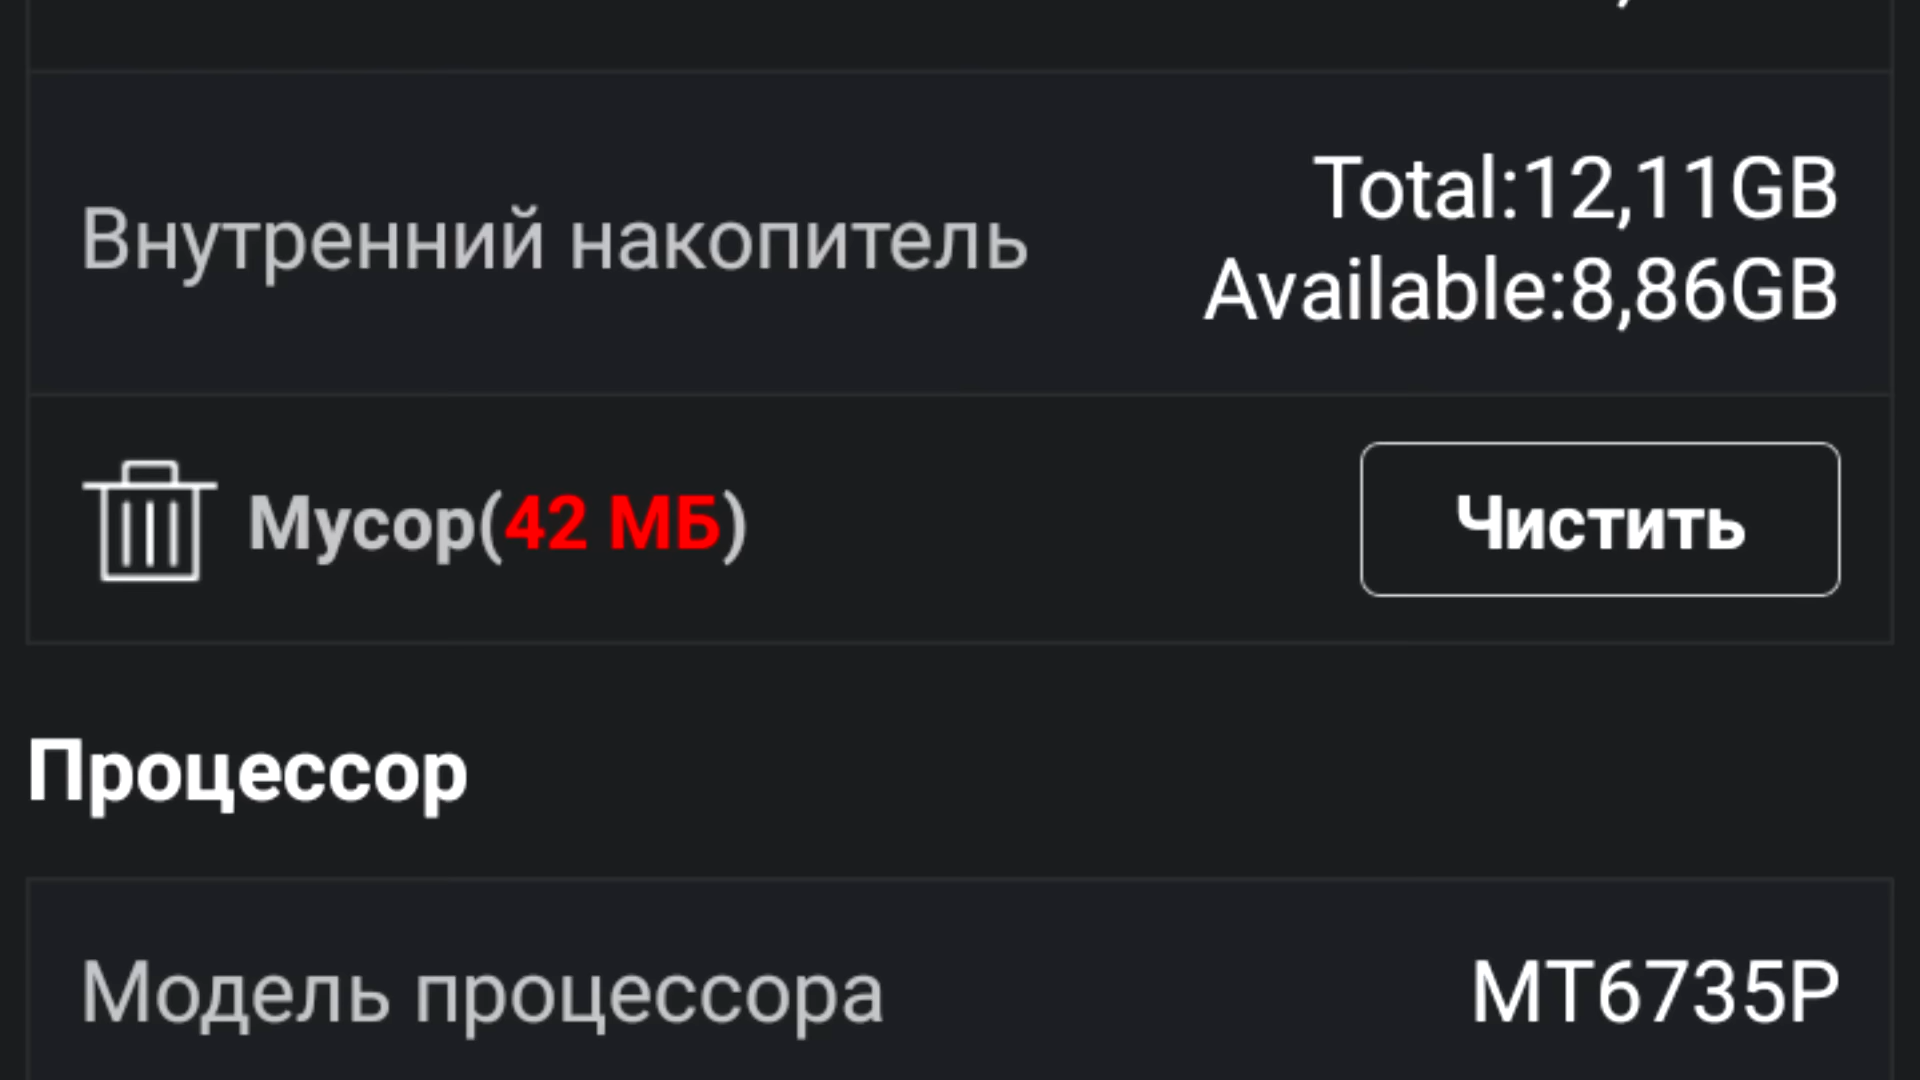 Total:12,11GB
Внутренний накопитель
Available:8,86GB
Мусор(42 МБ)
Чистить
Процессор
Модель процессора
MT6735P